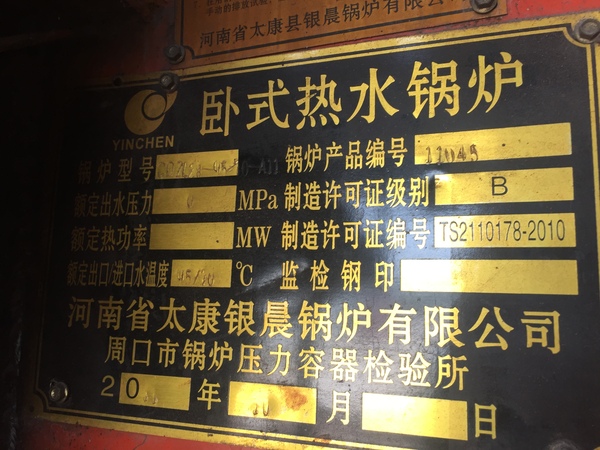 河南省太康县银晨锅炉有限公
YINCHEN
卧式热水锅炉
锅炉型号 锅炉产品编号 11045
额定出水压力 MPa 制造许可证级别 B
额定热功率 MW 制造许可证编号 TS2110178-2010
额定出口/进口水温度 95/70 ℃ 监检钢印
河南省太康银晨锅炉有限公司
周口市锅炉压力容器检验所
20 年 10 月 日